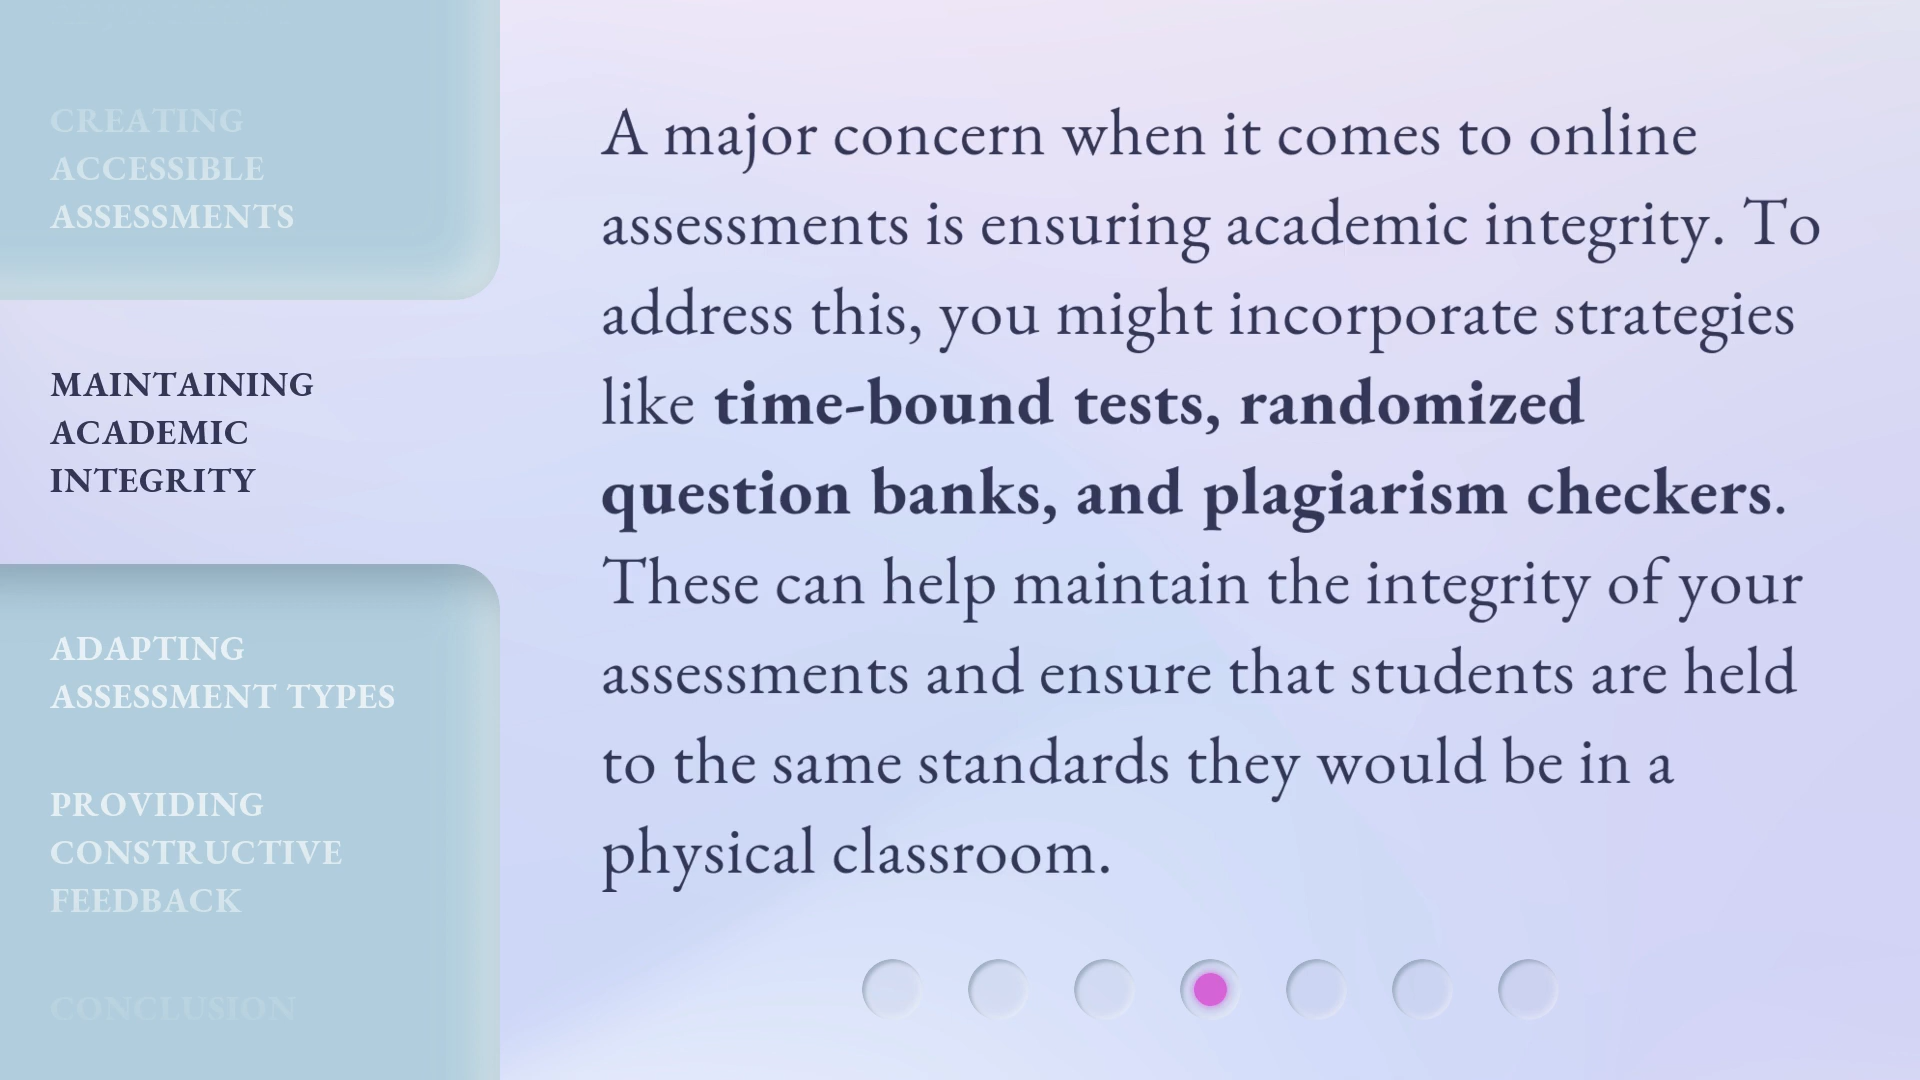 CREATING
ACCESSIBLE
ASSESSMENTS
MAINTAINING
ACADEMIC
INTEGRITY
ADAPTING
ASSESSMENT TYPES
PROVIDING
CONSTRUCTIVE
FEEDBACK
CONCLUSION
A major concern when it comes to online
assessments is ensuring academic integrity. To
address this, you might incorporate strategies
like time-bound tests, randomized
question banks, and plagiarism checkers.
These can help maintain the integrity of your
assessments and ensure that students are held
to the same standards they would be in a
physical classroom.